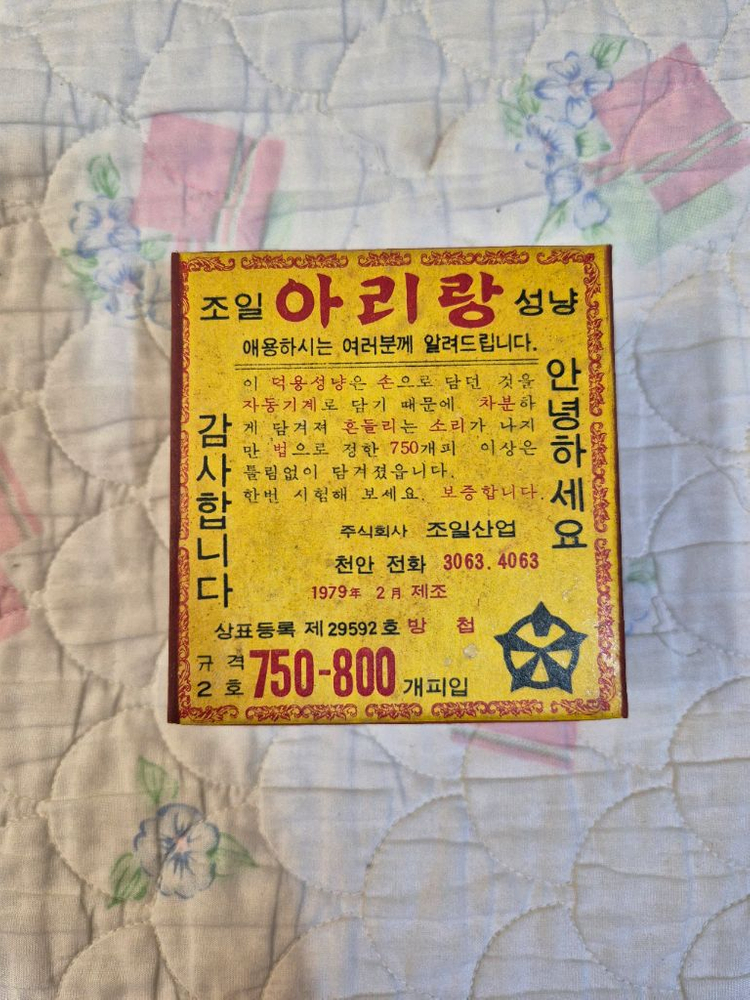 조일 아리랑 성냥
애용하시는 여러분께 알려드립니다.
안녕하세요
이 덕용성냥은 손으로 담던 것을
자동기계로 담기 때문에 차분하
게 담겨져 흔들리는 소리가 나지
만 법으로 정한 750개피 이상은
틀림없이 담겨졌읍니다.
한번 시험해 보세요. 보증합니다.
감사합니다
주식회사 조일산업
천안 전화 3063.4063
1979年 2月 제조
상표등록 제29592호 방 첩
규격 2호 750-800 개피입